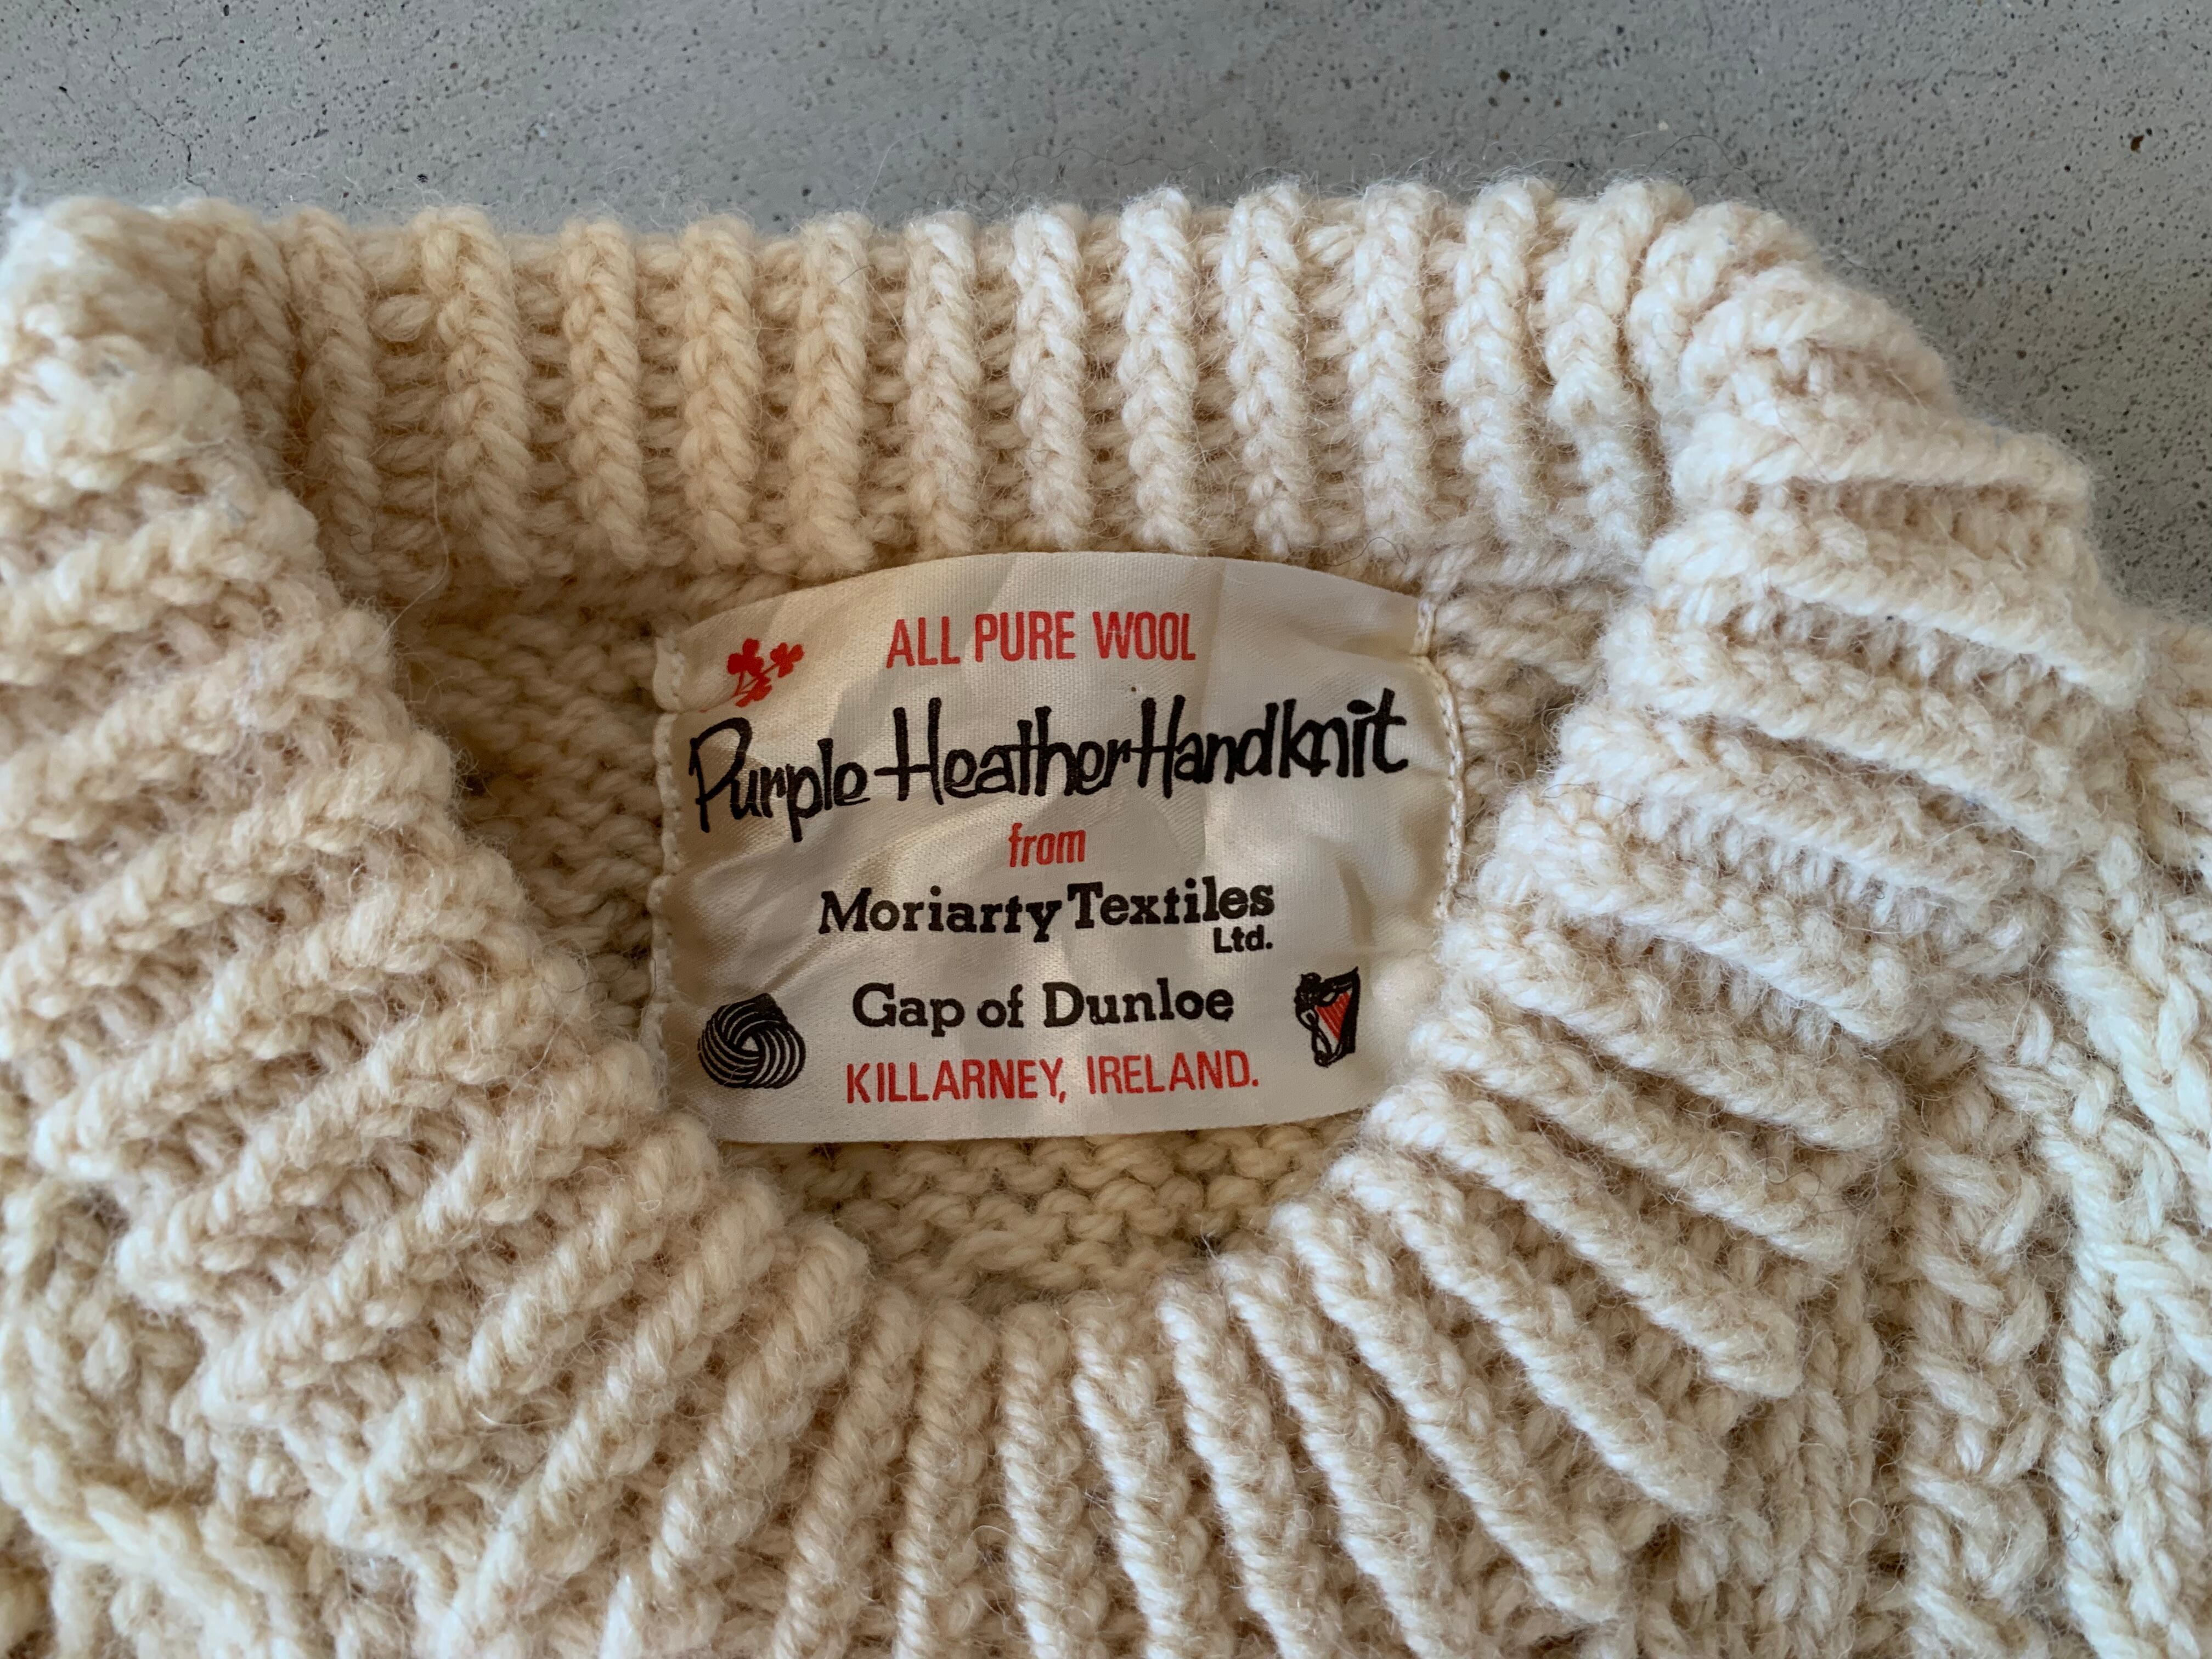 ALL PURE WOOL
Purple Heather Handknit
from
Moriarty Textiles
Ltd.
Gap of Dunloe
KILLARNEY, IRELAND.